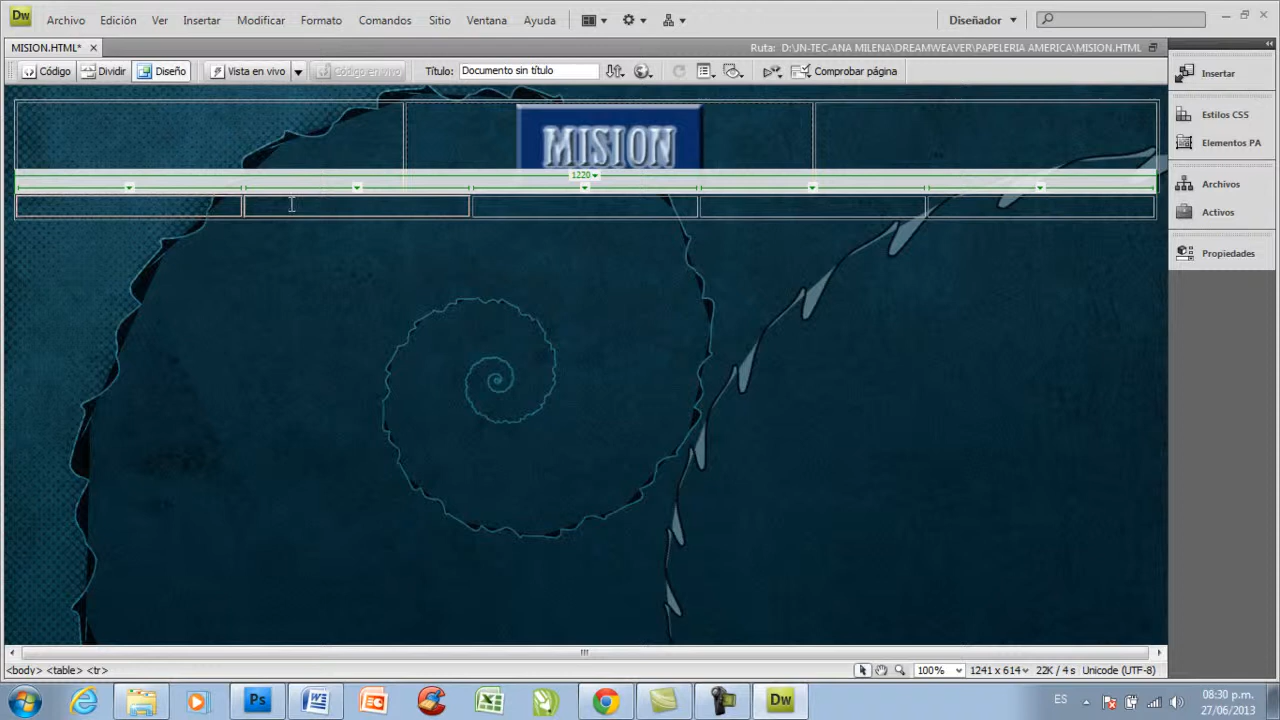 Dw Archivo Edición Ver Insertar Modificar Formato Comandos Sitio Ventana Ayuda Diseñador
MISION.HTML* Ruta: D:\JN-TEC-ANA MILENA\DREAMWEAVER\PAPELERIA AMERICA\MISION.HTML
Código Dividir Diseño Vista en vivo Código en vivo Título: Documento sin título Comprobar página
Insertar
Estilos CSS
Elementos PA
Archivos
Activos
Propiedades
MISION
1220
<body> <table> <tr> 100% 1241 x 614 22K / 4 s Unicode (UTF-8)
Ps Dw ES 08:30 p.m.
27/06/2013